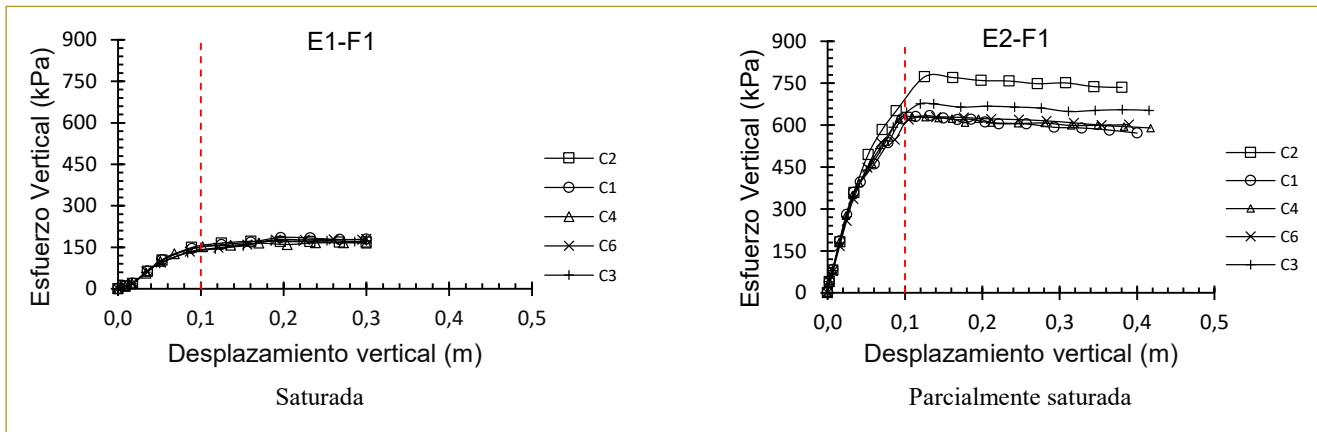 E1-F1
Esfuerzo Vertical (kPa)
900
750
600
450
300
150
0
0,0 0,1 0,2 0,3 0,4 0,5
Desplazamiento vertical (m)
C2
C1
C4
C6
C3
Saturada
E2-F1
Esfuerzo Vertical (kPa)
900
750
600
450
300
150
0
0,0 0,1 0,2 0,3 0,4 0,5
Desplazamiento vertical (m)
C2
C1
C4
C6
C3
Parcialmente saturada